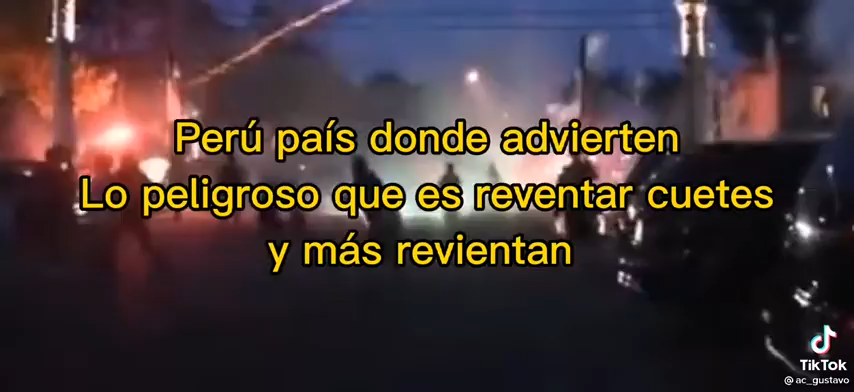 Perú país donde advierten
Lo peligroso que es reventar cuetes
y más revientan
TikTok
@ac_gustavo